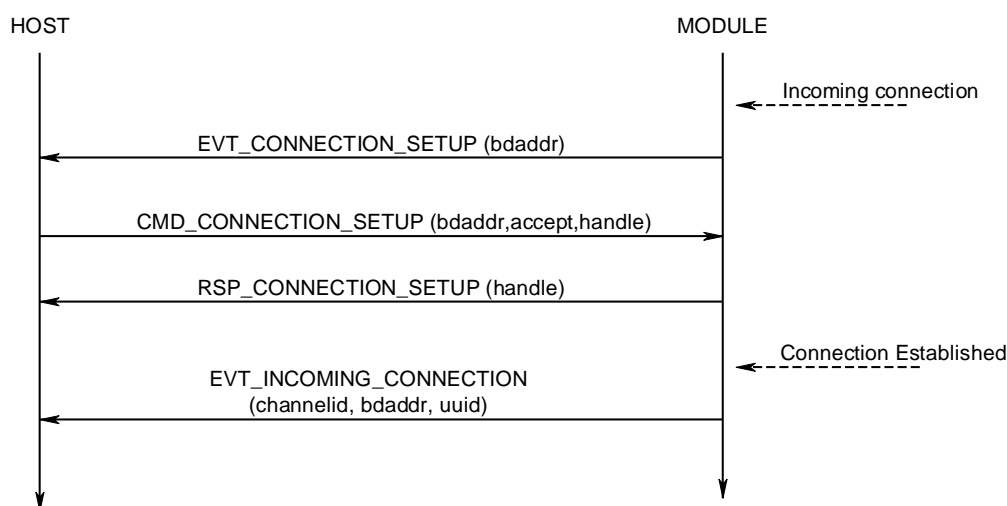 HOST
MODULE
Incoming connection
EVT_CONNECTION_SETUP (bdaddr)
CMD_CONNECTION_SETUP (bdaddr,accept,handle)
RSP_CONNECTION_SETUP (handle)
Connection Established
EVT_INCOMING_CONNECTION
(channelid, bdaddr, uuid)